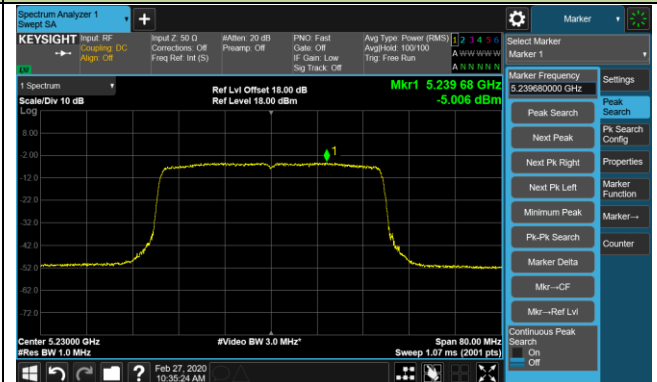 Spectrum Analyzer 1
Swept SA
+
Marker
KEYSIGHT
Input: RF
Coupling: DC
Align: Off
Input Z: 50 Ω
Corrections: Off
Freq Ref: Int (S)
#Atten: 20 dB
Preamp: Off
PNO: Fast
Gate: Off
IF Gain: Low
Sig Track: Off
Avg Type: Power (RMS)
Avg|Hold: 100/100
Trig: Free Run
1 2 3 4 5 6
A W W W W W
A N N N N N
Select Marker
Marker 1
1 Spectrum
Scale/Div 10 dB
Log
Ref Lvl Offset 18.00 dB
Ref Level 18.00 dBm
Mkr1 5.239 68 GHz
-5.006 dBm
8.00
-2.00
-12.0
-22.0
-32.0
-42.0
-52.0
-62.0
-72.0
1
Center 5.23000 GHz
#Res BW 1.0 MHz
#Video BW 3.0 MHz*
Span 80.00 MHz
Sweep 1.07 ms (2001 pts)
Marker Frequency
5.239680000 GHz
Peak Search
Next Peak
Next Pk Right
Next Pk Left
Minimum Peak
Pk-Pk Search
Marker Delta
Mkr→CF
Mkr→Ref Lvl
Continuous Peak
Search
On
Off
Settings
Peak
Search
Pk Search
Config
Properties
Marker
Function
Marker→
Counter
?
Feb 27, 2020
10:35:24 AM